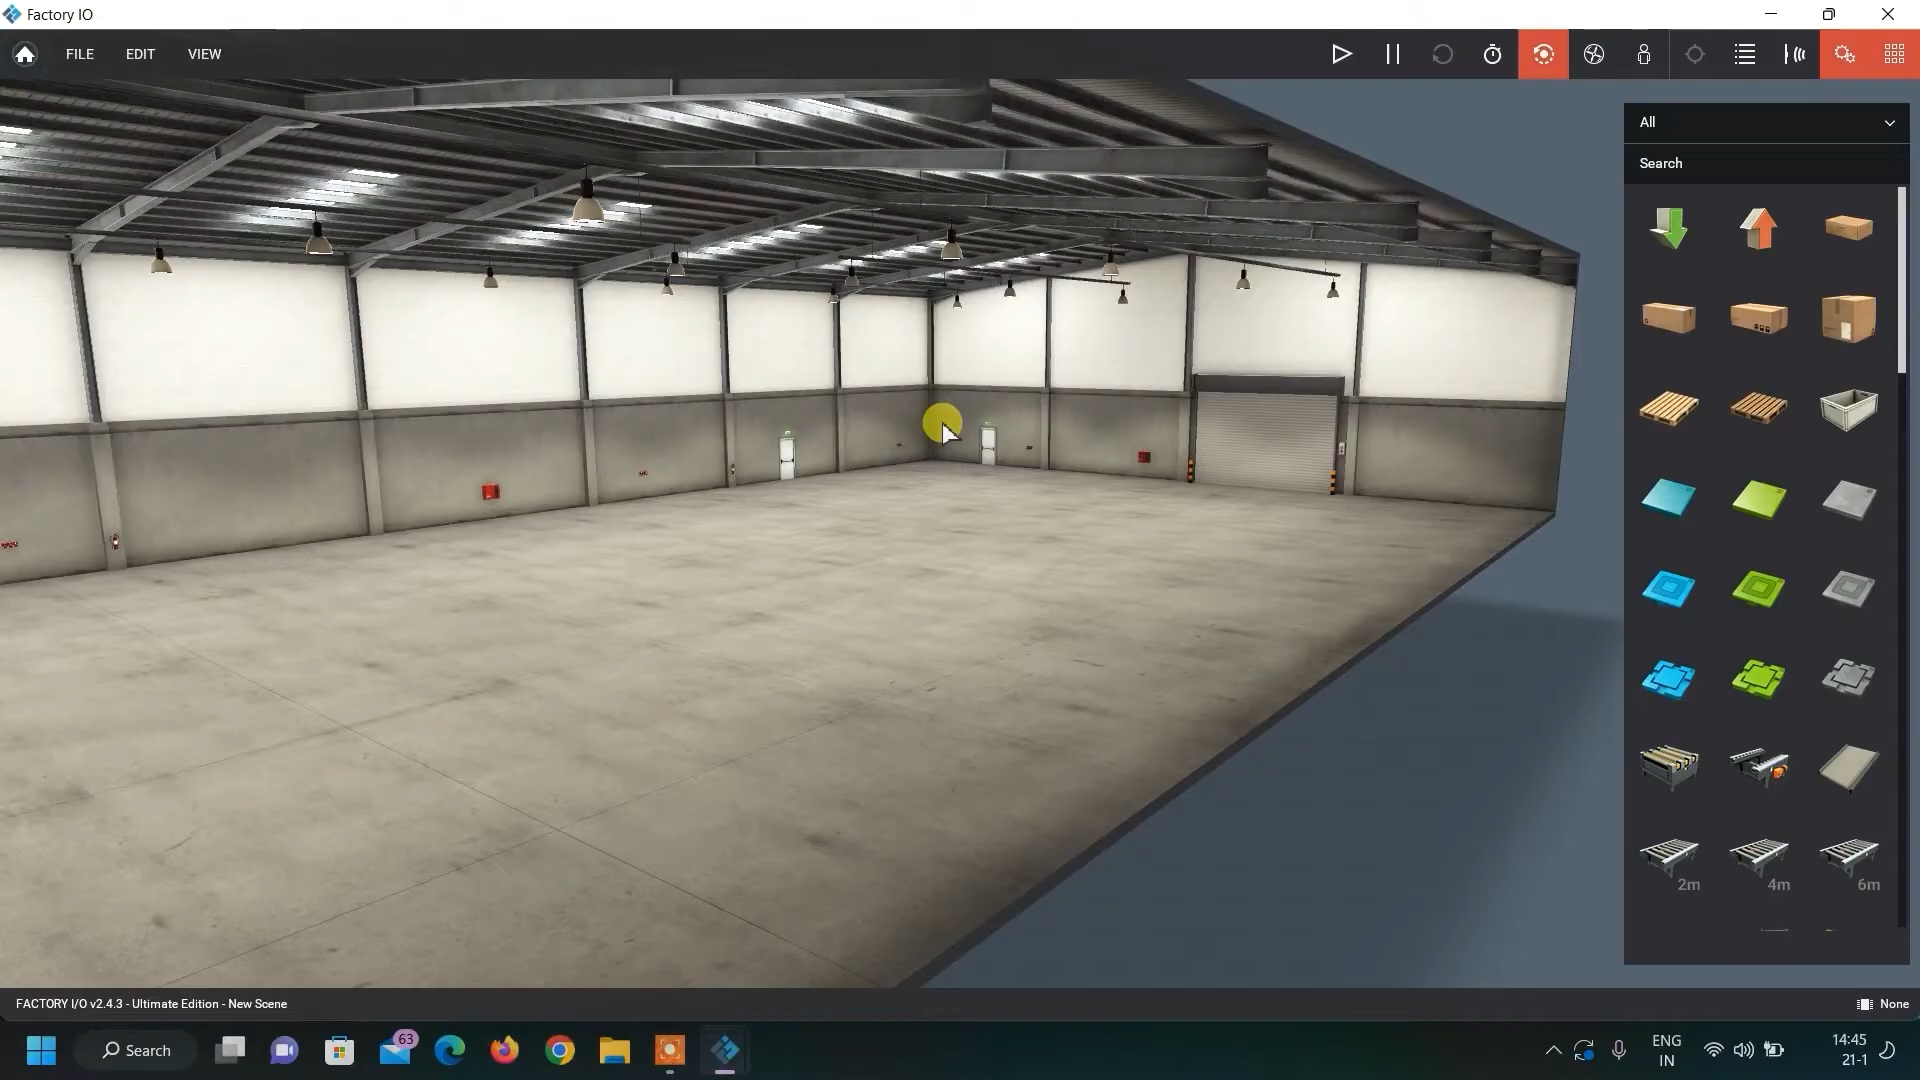 Factory IO
FILE EDIT VIEW
All
Search
2m 4m 6m
FACTORY I/O v2.4.3 - Ultimate Edition - New Scene
None
Search
63
ENG
IN
14:45
21-1